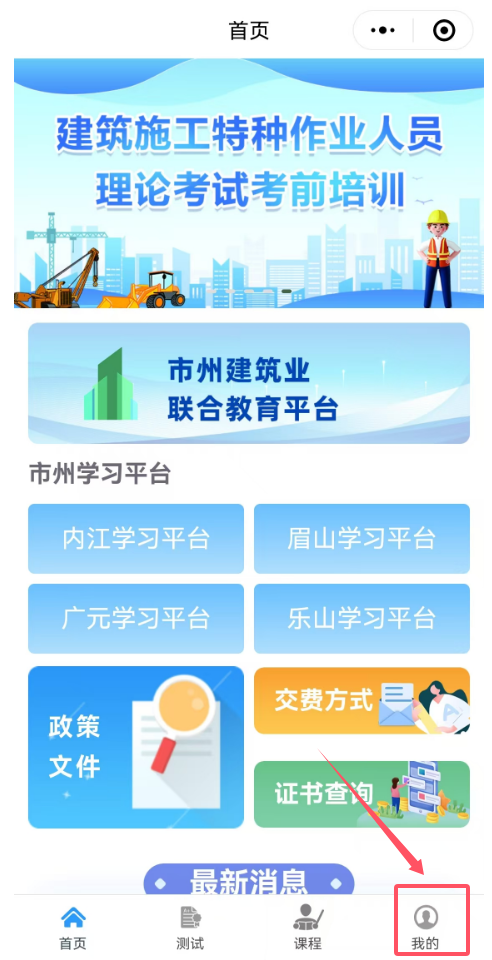 首页
建筑施工特种作业人员
理论考试考前培训
市州建筑业
联合教育平台
市州学习平台
内江学习平台
眉山学习平台
广元学习平台
乐山学习平台
政策
文件
交费方式
证书查询
最新消息
首页
测试
课程
我的